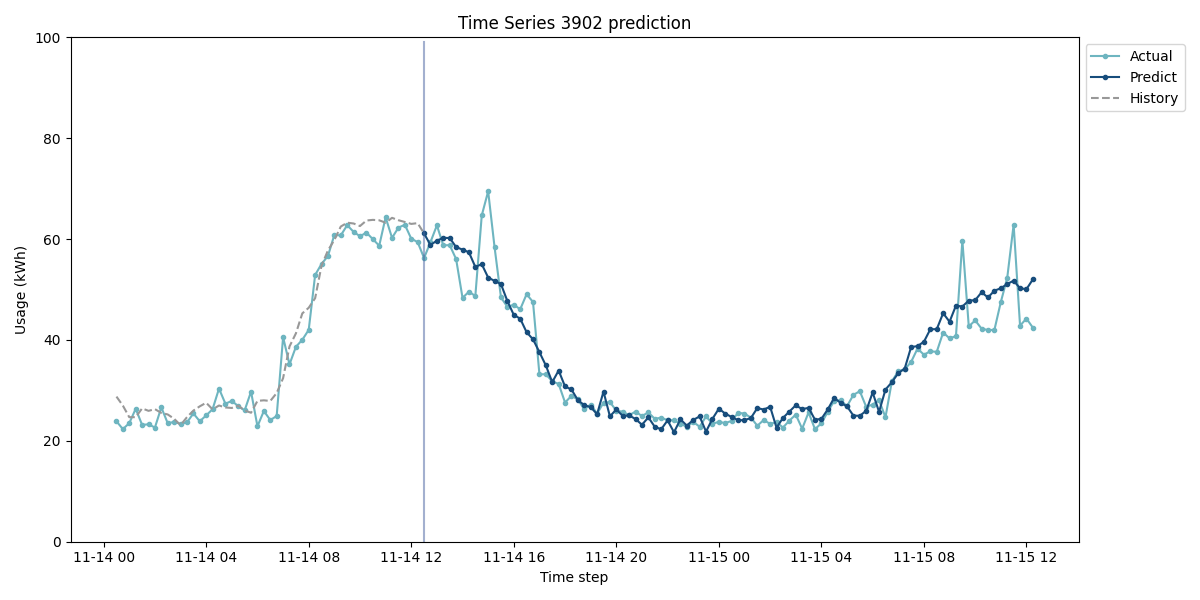 Time Series 3902 prediction
100
80
60
40
20
0
Usage (kWh)
11-14 00
11-14 04
11-14 08
11-14 12
11-14 16
11-14 20
11-15 00
11-15 04
11-15 08
11-15 12
Time step
Actual
Predict
History